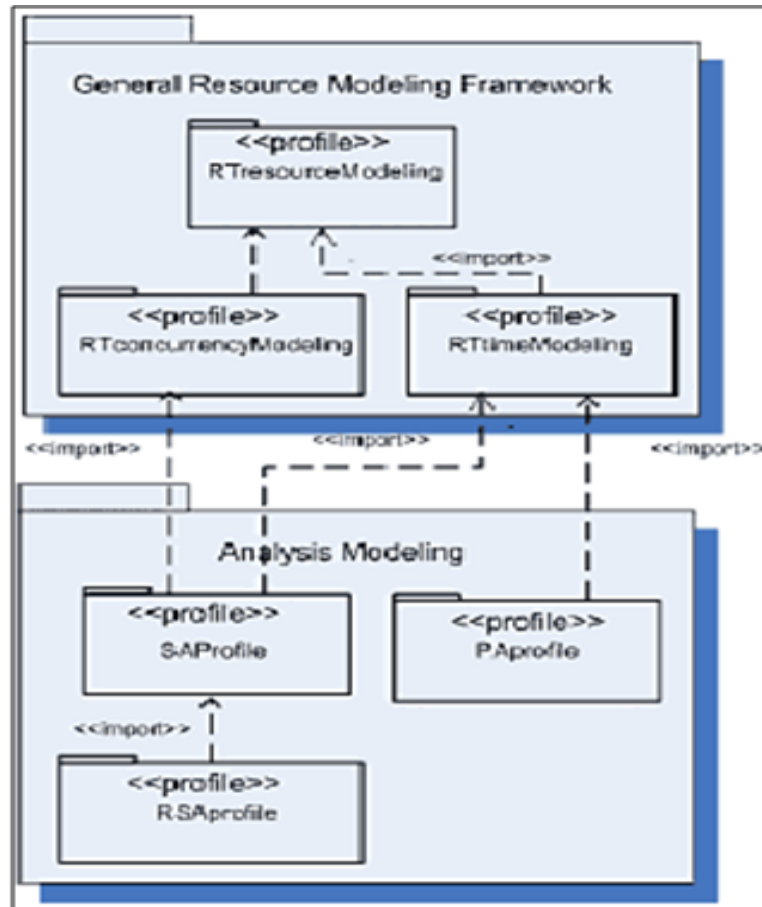 General Resource Modeling Framework
<<profile>>
RTresourceModeling
<<import>>
<<profile>>
RTconcurrencyModeling
<<profile>>
RTtimeModeling
<<import>>
<<import>>
<<import>>
Analysis Modeling
<<profile>>
SAProfile
<<profile>>
PAprofile
<<import>>
<<profile>>
RSAprofile